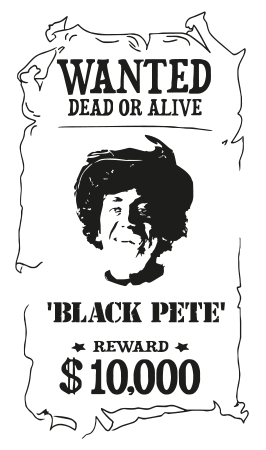 WANTED
DEAD OR ALIVE
'BLACK PETE'
★ REWARD ★
$10,000